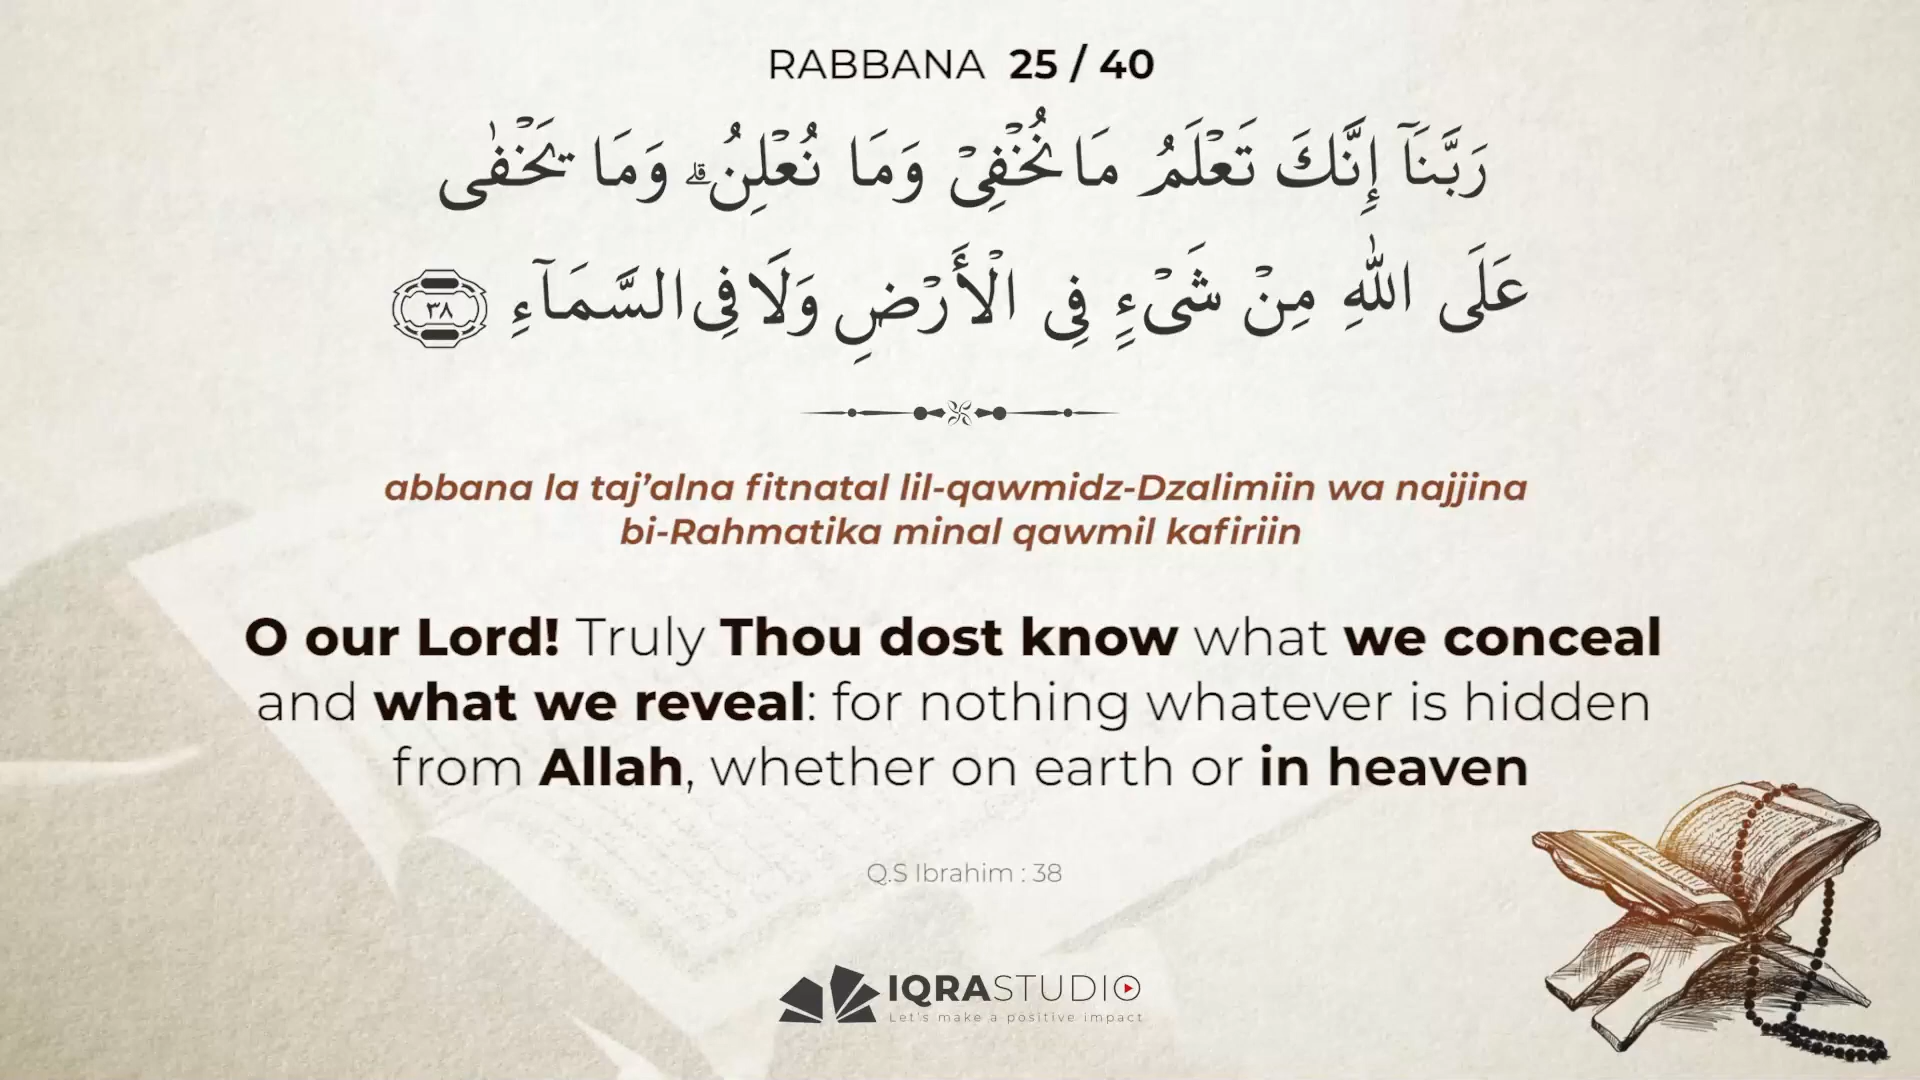 RABBANA 25 / 40
رَبَّنَآ إِنَّكَ تَعْلَمُ مَا نُخْفِىْ وَمَا نُعْلِنُ ۗ وَمَا يَخْفٰى
عَلَى اللّٰهِ مِنْ شَىْءٍ فِى الْأَرْضِ وَلَا فِى السَّمَآءِ ٣٨
abbana la taj’alna fitnatal lil-qawmidz-Dzalimiin wa najjina
bi-Rahmatika minal qawmil kafiriin
O our Lord! Truly Thou dost know what we conceal
and what we reveal: for nothing whatever is hidden
from Allah, whether on earth or in heaven
Q.S Ibrahim : 38
IQRASTUDIO
Let's make a positive impact